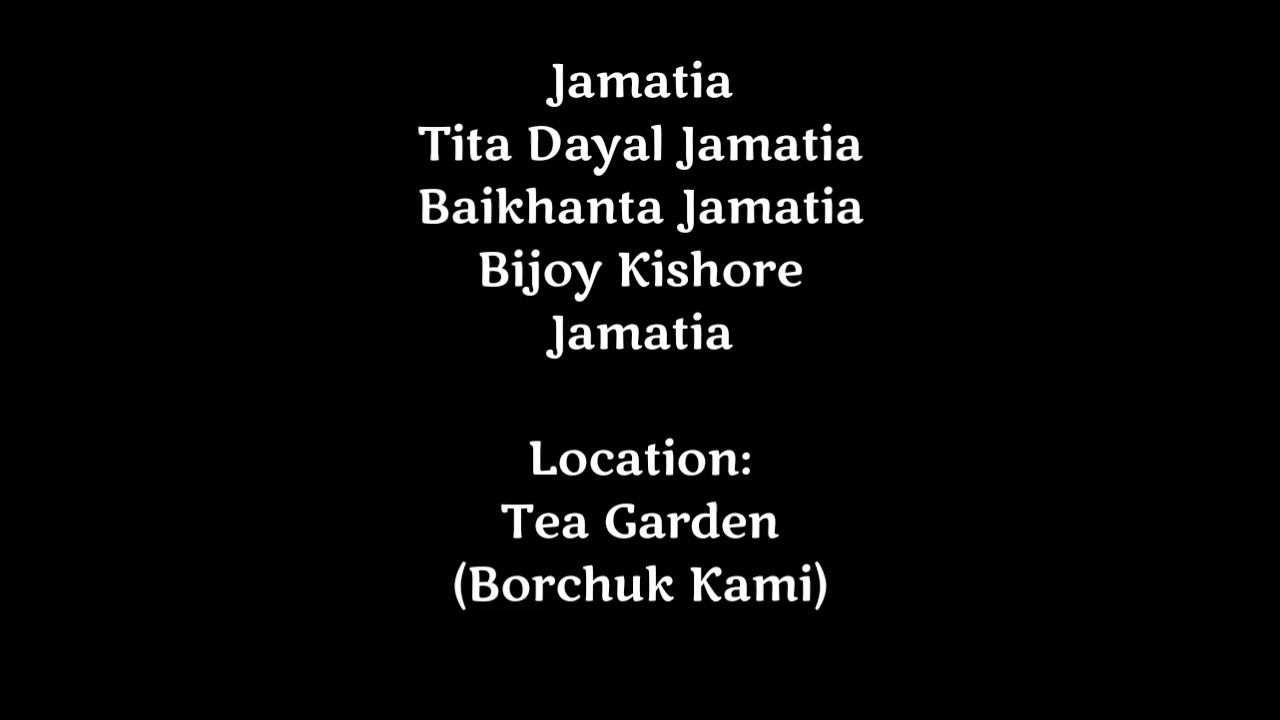 Jamatia
Tita Dayal Jamatia
Baikhanta Jamatia
Bijoy Kishore
Jamatia
Location:
Tea Garden
(Borchuk Kami)